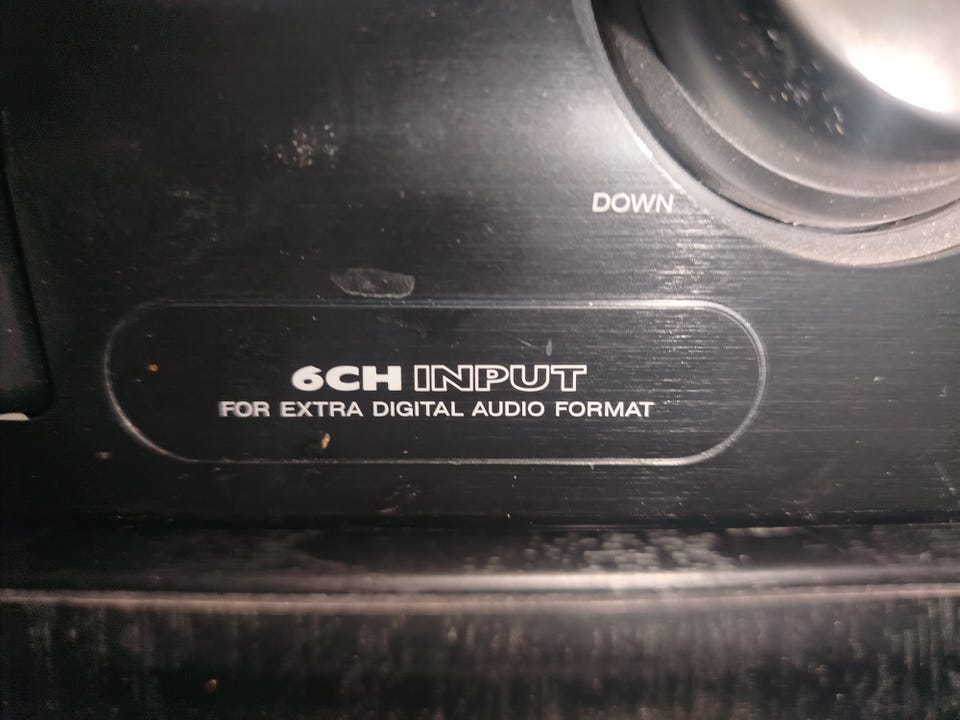 DOWN
6CH INPUT
FOR EXTRA DIGITAL AUDIO FORMAT